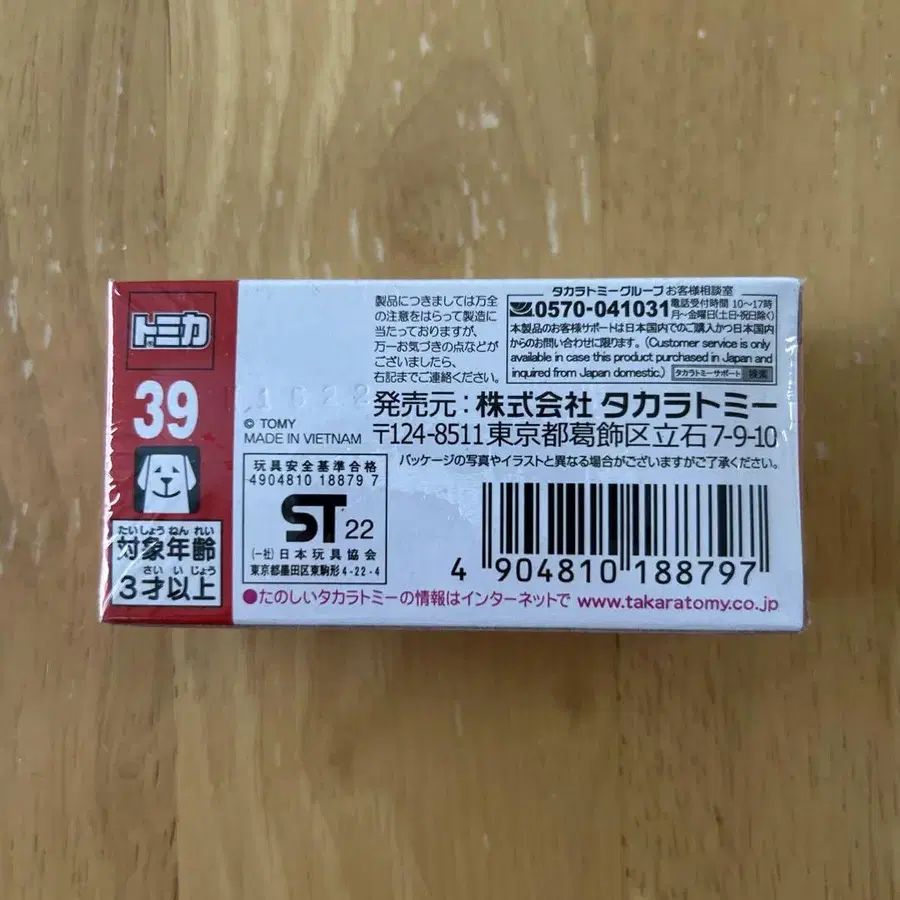 トミカ
39
たいしょうねんれい
対象年齢
さいいじょう
3才以上
製品につきましては万全
の注意をはらって製造に
当たっておりますが、
万一お気づきの点などが
ございましたら、
右記までご連絡ください。
タカラトミーグループ お客様相談室
0570-041031 電話受付時間 10〜17時
月〜金曜日(土・日・祝日除く)
本製品のお客様サポートは日本国内でのご購入かつ日本国内
からのお問い合わせに限ります。(Customer service is only
available in case this product purchased in Japan and
inquired from Japan domestic.) タカラトミーサポート 検索
© TOMY
MADE IN VIETNAM
発売元：株式会社 タカラトミー
〒124-8511 東京都葛飾区立石7-9-10
パッケージの写真やイラストと異なる場合がございますがご了承ください。
玩具安全基準合格
4904810 18879 7
ST 22
(一社)日本玩具協会
東京都墨田区東駒形4-22-4
4 904810 188797
●たのしいタカラトミーの情報はインターネットで www.takaratomy.co.jp